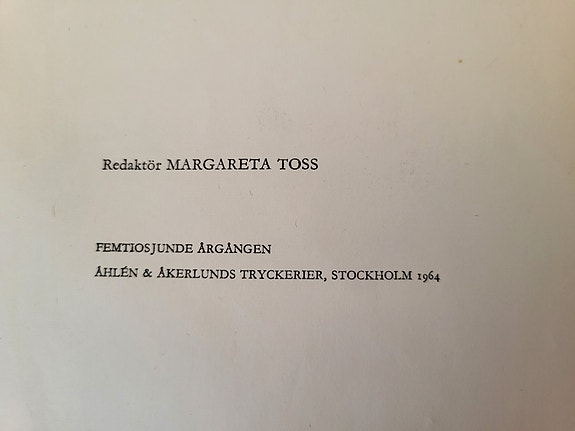 Redaktör MARGARETA TOSS
FEMTIOSJUNDE ÅRGÅNGEN
ÅHLÉN & ÅKERLUNDS TRYCKERIER, STOCKHOLM 1964